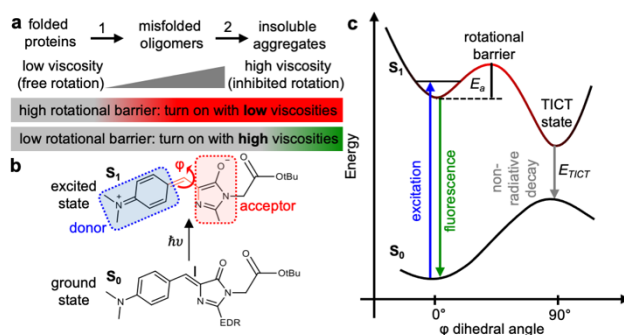 a
folded proteins
1
misfolded oligomers
2
insoluble aggregates
low viscosity (free rotation)
high viscosity (inhibited rotation)
high rotational barrier: turn on with low viscosities
low rotational barrier: turn on with high viscosities
b
S1
excited state
donor
φ
O-
N
+
N
N
O
O
OtBu
acceptor
ħυ
S0
ground state
I
N
O
N
N
O
O
OtBu
EDR
c
Energy
S1
rotational barrier
Ea
TICT state
excitation
fluorescence
non-radiative decay
ETICT
S0
0°
90°
φ dihedral angle